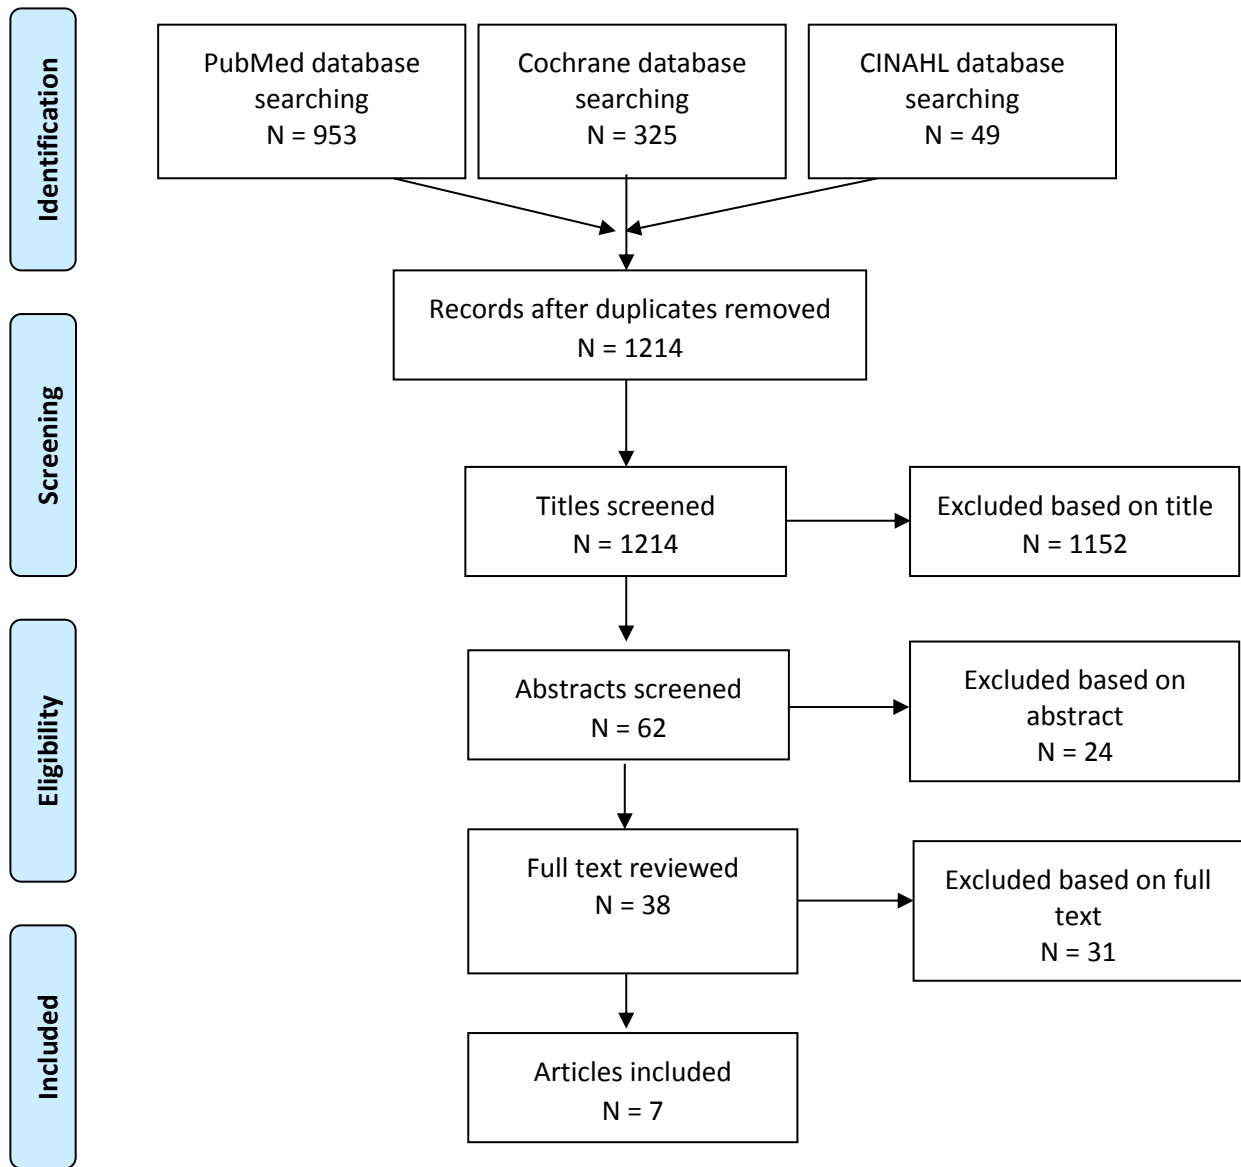 Identification
PubMed database
searching
N = 953
Cochrane database
searching
N = 325
CINAHL database
searching
N = 49
Records after duplicates removed
N = 1214
Screening
Titles screened
N = 1214
Excluded based on title
N = 1152
Eligibility
Abstracts screened
N = 62
Excluded based on
abstract
N = 24
Full text reviewed
N = 38
Excluded based on full
text
N = 31
Included
Articles included
N = 7